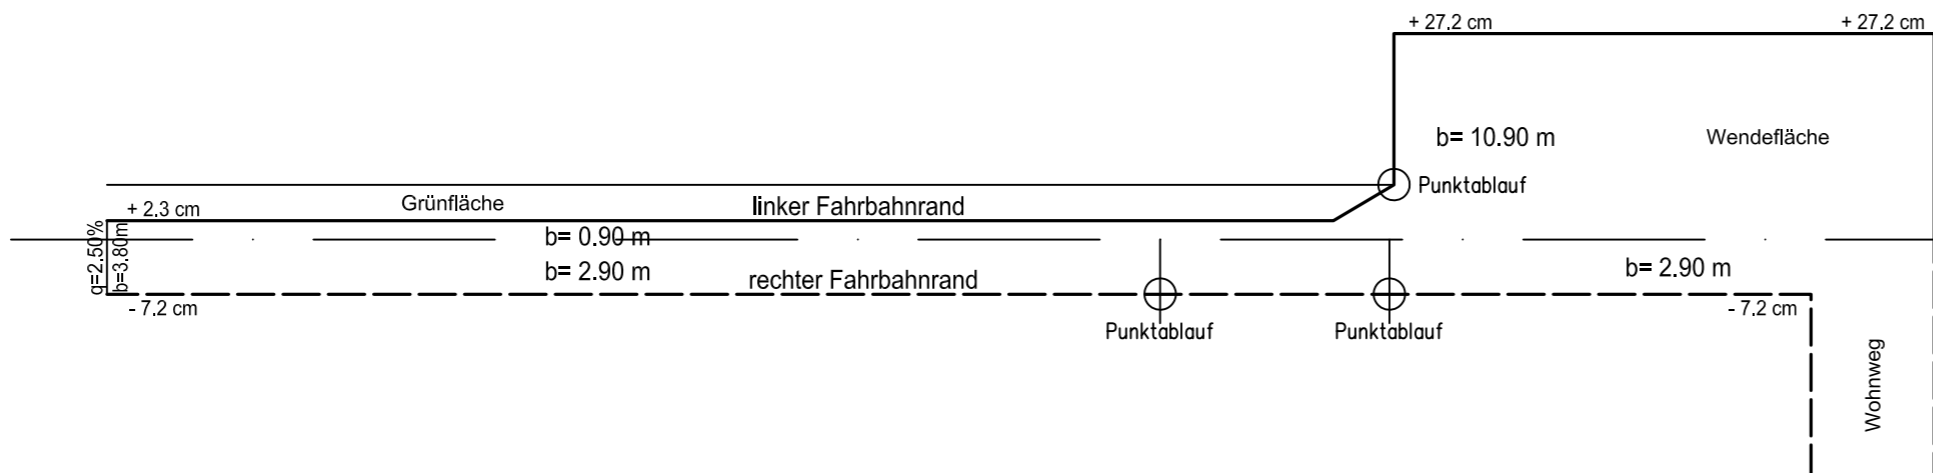 + 27,2 cm
+ 27,2 cm
b= 10.90 m
Wendefläche
Punktablauf
Grünfläche
linker Fahrbahnrand
+ 2,3 cm
q=2.50%
b=3.80m
b= 0.90 m
b= 2.90 m
rechter Fahrbahnrand
b= 2.90 m
- 7,2 cm
- 7,2 cm
Punktablauf
Punktablauf
Wohnweg